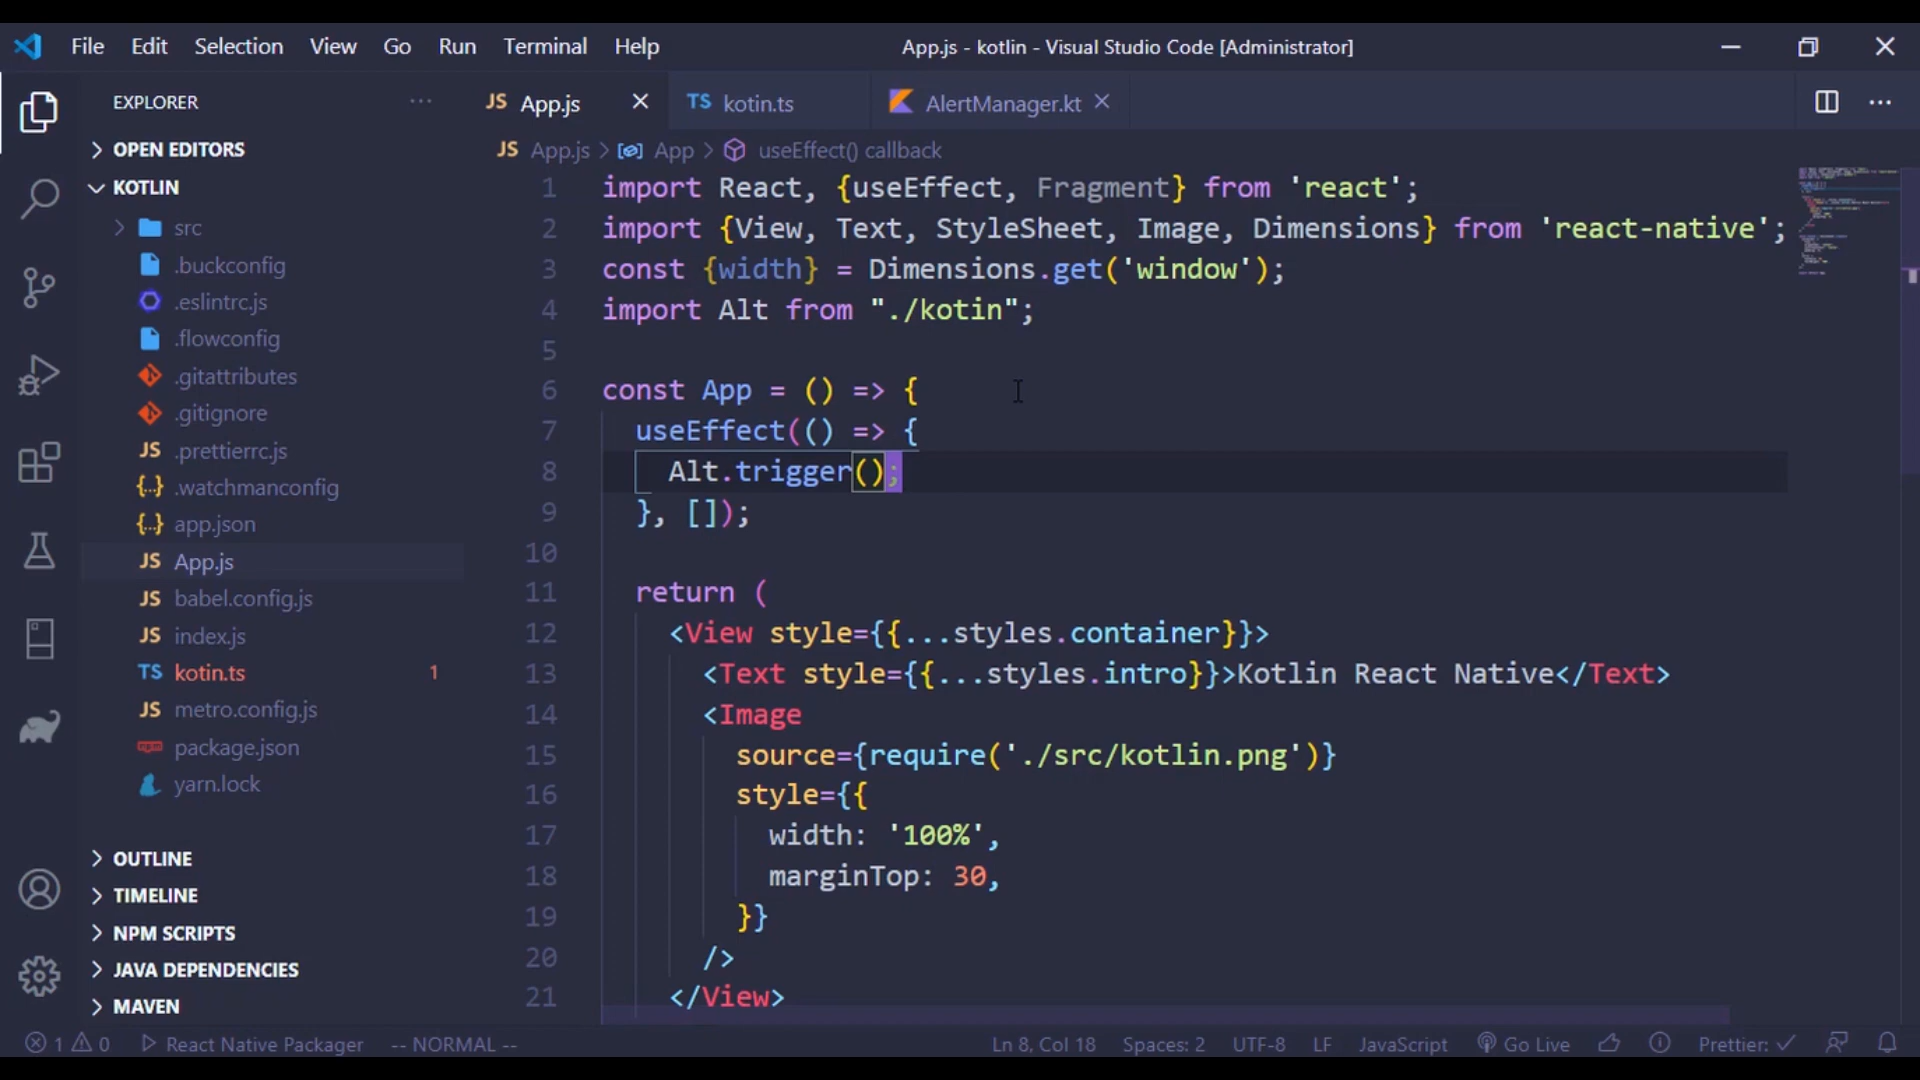 File Edit Selection View Go Run Terminal Help
App.js - kotlin - Visual Studio Code [Administrator]
EXPLORER
JS App.js
TS kotin.ts
AlertManager.kt
JS App.js > App > useEffect() callback
OPEN EDITORS
KOTLIN
src
.buckconfig
.eslintrc.js
.flowconfig
.gitattributes
.gitignore
JS .prettierrc.js
{..} .watchmanconfig
{..} app.json
JS App.js
JS babel.config.js
JS index.js
TS kotin.ts 1
JS metro.config.js
npm package.json
yarn.lock
OUTLINE
TIMELINE
NPM SCRIPTS
JAVA DEPENDENCIES
MAVEN
1 import React, {useEffect, Fragment} from 'react';
2 import {View, Text, StyleSheet, Image, Dimensions} from 'react-native';
3 const {width} = Dimensions.get('window');
4 import Alt from "./kotin";
5
6 const App = () => {
7 useEffect(() => {
8 Alt.trigger();
9 }, []);
10
11 return (
12 <View style={{...styles.container}}>
13 <Text style={{...styles.intro}}>Kotlin React Native</Text>
14 <Image
15 source={require('./src/kotlin.png')}
16 style={{
17 width: '100%',
18 marginTop: 30,
19 }}
20 />
21 </View>
1 0 React Native Packager -- NORMAL -- Ln 8, Col 18 Spaces: 2 UTF-8 LF JavaScript Go Live Prettier: ✓